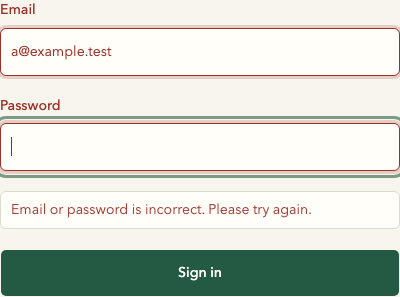 Email
a@example.test
Password
Email or password is incorrect. Please try again.
Sign in